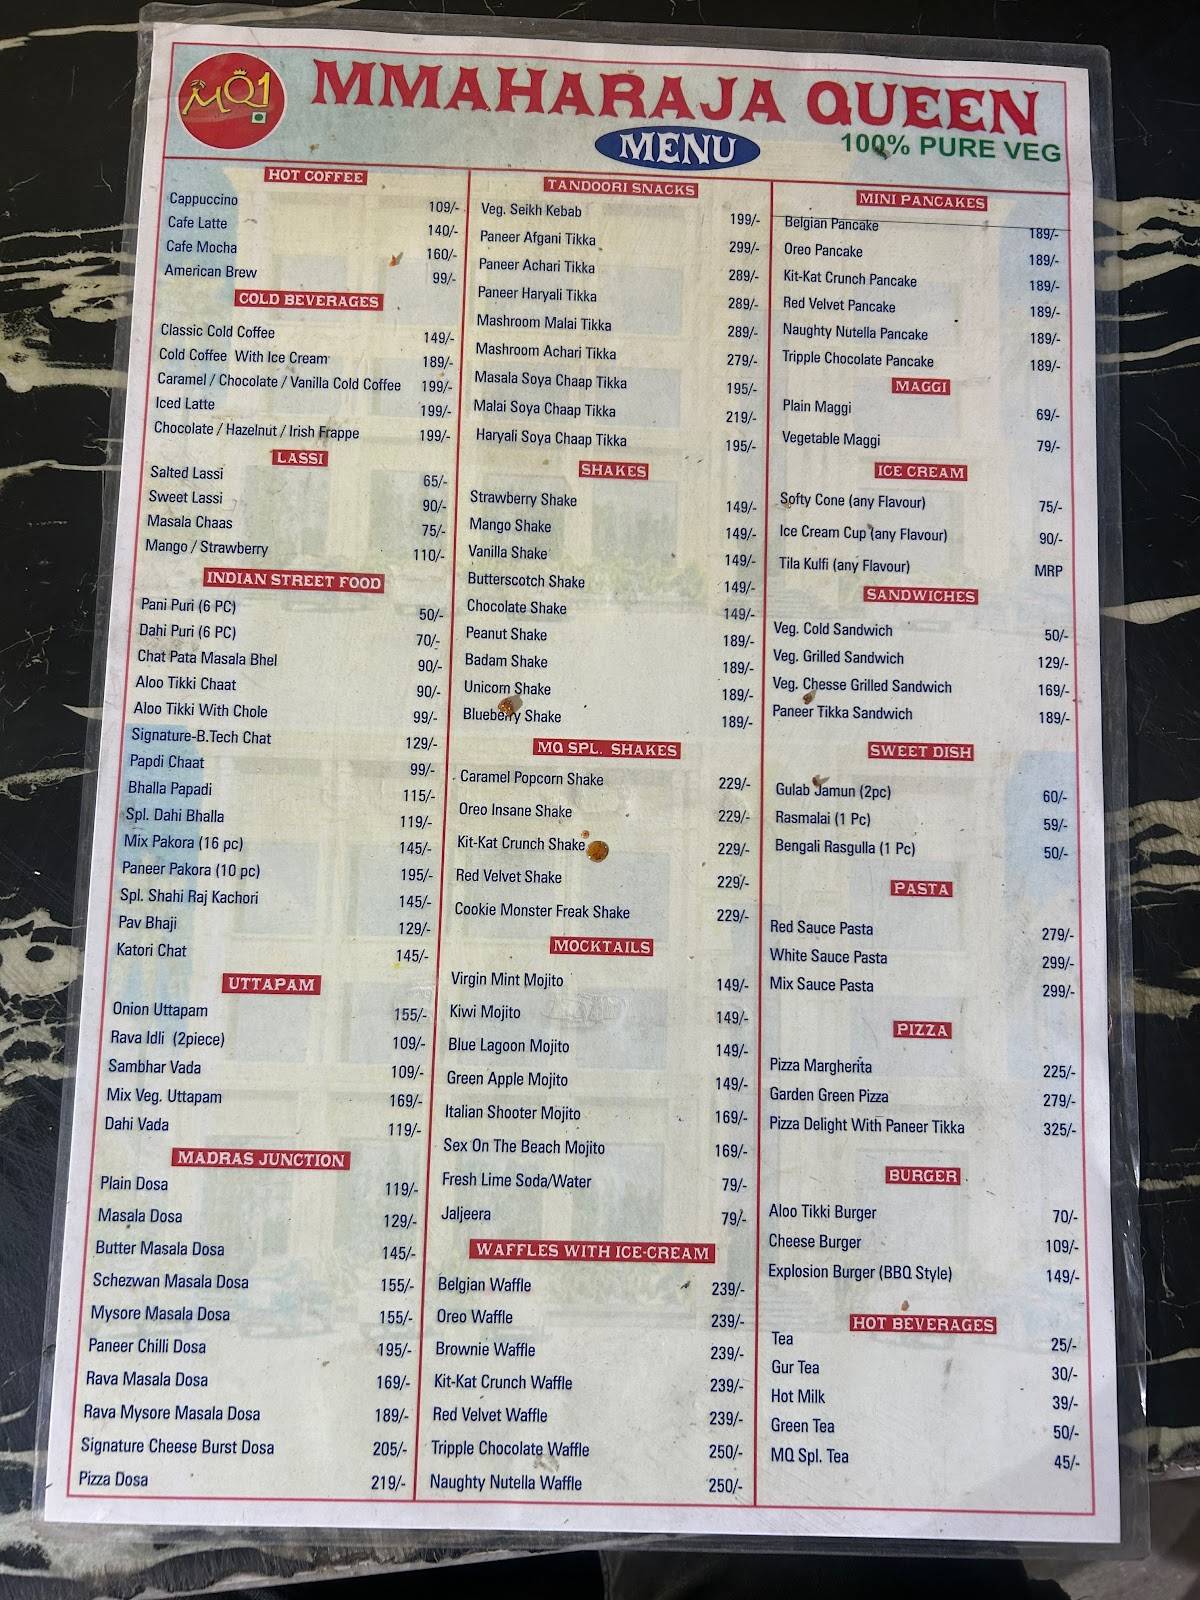 MQ1
MMAHARAJA QUEEN
MENU
100% PURE VEG
HOT COFFEE
Cappuccino 109/-
Cafe Latte 140/-
Cafe Mocha 160/-
American Brew 99/-
COLD BEVERAGES
Classic Cold Coffee 149/-
Cold Coffee With Ice Cream 189/-
Caramel / Chocolate / Vanilla Cold Coffee 199/-
Iced Latte 199/-
Chocolate / Hazelnut / Irish Frappe 199/-
LASSI
Salted Lassi 65/-
Sweet Lassi 90/-
Masala Chaas 75/-
Mango / Strawberry 110/-
INDIAN STREET FOOD
Pani Puri (6 PC) 50/-
Dahi Puri (6 PC) 70/-
Chat Pata Masala Bhel 90/-
Aloo Tikki Chaat 90/-
Aloo Tikki With Chole 99/-
Signature-B.Tech Chat 129/-
Papdi Chaat 99/-
Bhalla Papadi 115/-
Spl. Dahi Bhalla 119/-
Mix Pakora (16 pc) 145/-
Paneer Pakora (10 pc) 195/-
Spl. Shahi Raj Kachori 145/-
Pav Bhaji 129/-
Katori Chat 145/-
UTTAPAM
Onion Uttapam 155/-
Rava Idli (2piece) 109/-
Sambhar Vada 109/-
Mix Veg. Uttapam 169/-
Dahi Vada 119/-
MADRAS JUNCTION
Plain Dosa 119/-
Masala Dosa 129/-
Butter Masala Dosa 145/-
Schezwan Masala Dosa 155/-
Mysore Masala Dosa 155/-
Paneer Chilli Dosa 195/-
Rava Masala Dosa 169/-
Rava Mysore Masala Dosa 189/-
Signature Cheese Burst Dosa 205/-
Pizza Dosa 219/-
TANDOORI SNACKS
Veg. Seikh Kebab 199/-
Paneer Afgani Tikka 299/-
Paneer Achari Tikka 289/-
Paneer Haryali Tikka 289/-
Mashroom Malai Tikka 289/-
Mashroom Achari Tikka 279/-
Masala Soya Chaap Tikka 195/-
Malai Soya Chaap Tikka 219/-
Haryali Soya Chaap Tikka 195/-
SHAKES
Strawberry Shake 149/-
Mango Shake 149/-
Vanilla Shake 149/-
Butterscotch Shake 149/-
Chocolate Shake 149/-
Peanut Shake 189/-
Badam Shake 189/-
Unicorn Shake 189/-
Blueberry Shake 189/-
MQ SPL. SHAKES
Caramel Popcorn Shake 229/-
Oreo Insane Shake 229/-
Kit-Kat Crunch Shake 229/-
Red Velvet Shake 229/-
Cookie Monster Freak Shake 229/-
MOCKTAILS
Virgin Mint Mojito 149/-
Kiwi Mojito 149/-
Blue Lagoon Mojito 149/-
Green Apple Mojito 149/-
Italian Shooter Mojito 169/-
Sex On The Beach Mojito 169/-
Fresh Lime Soda/Water 79/-
Jaljeera 79/-
WAFFLES WITH ICE-CREAM
Belgian Waffle 239/-
Oreo Waffle 239/-
Brownie Waffle 239/-
Kit-Kat Crunch Waffle 239/-
Red Velvet Waffle 239/-
Tripple Chocolate Waffle 250/-
Naughty Nutella Waffle 250/-
MINI PANCAKES
Belgian Pancake 189/-
Oreo Pancake 189/-
Kit-Kat Crunch Pancake 189/-
Red Velvet Pancake 189/-
Naughty Nutella Pancake 189/-
Tripple Chocolate Pancake 189/-
MAGGI
Plain Maggi 69/-
Vegetable Maggi 79/-
ICE CREAM
Softy Cone (any Flavour) 75/-
Ice Cream Cup (any Flavour) 90/-
Tila Kulfi (any Flavour) MRP
SANDWICHES
Veg. Cold Sandwich 50/-
Veg. Grilled Sandwich 129/-
Veg. Chesse Grilled Sandwich 169/-
Paneer Tikka Sandwich 189/-
SWEET DISH
Gulab Jamun (2pc) 60/-
Rasmalai (1 Pc) 59/-
Bengali Rasgulla (1 Pc) 50/-
PASTA
Red Sauce Pasta 279/-
White Sauce Pasta 299/-
Mix Sauce Pasta 299/-
PIZZA
Pizza Margherita 225/-
Garden Green Pizza 279/-
Pizza Delight With Paneer Tikka 325/-
BURGER
Aloo Tikki Burger 70/-
Cheese Burger 109/-
Explosion Burger (BBQ Style) 149/-
HOT BEVERAGES
Tea 25/-
Gur Tea 30/-
Hot Milk 39/-
Green Tea 50/-
MQ Spl. Tea 45/-